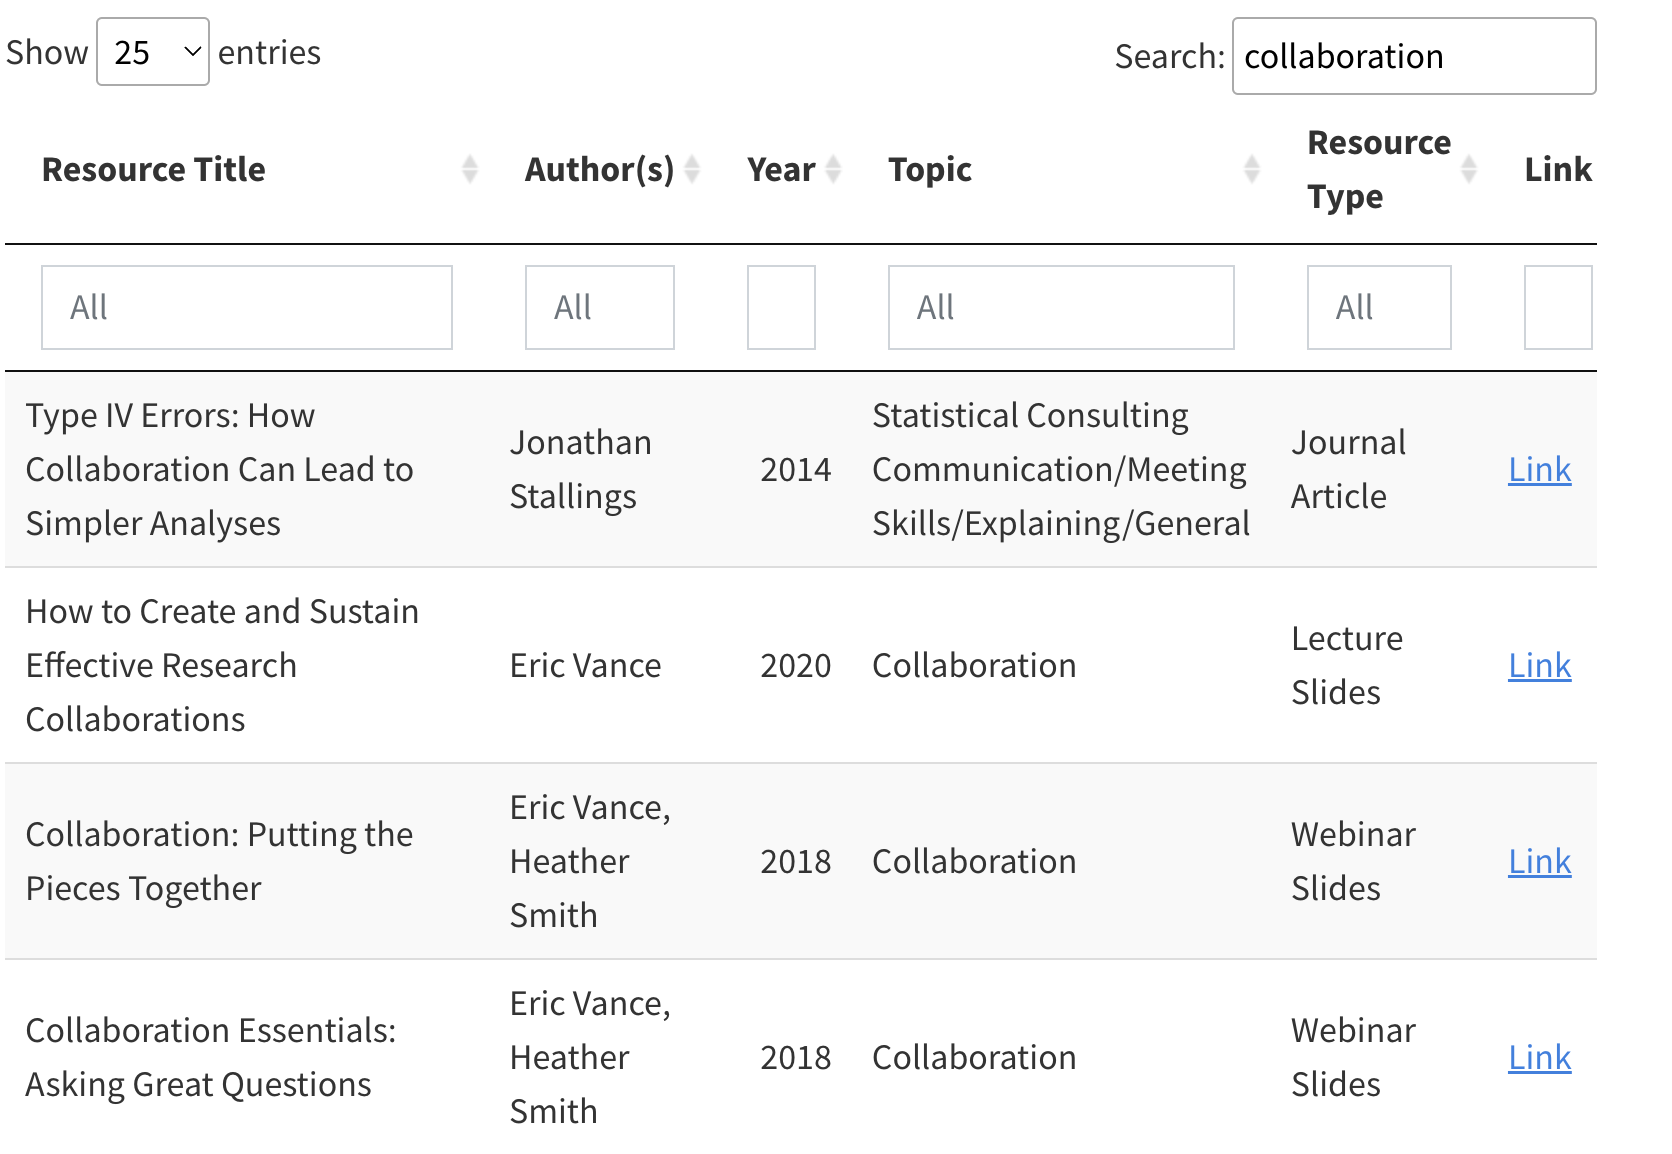 Show 25 entries Search: collaboration
Resource Title Author(s) Year Topic Resource Type Link
All All All All
Type IV Errors: How
Collaboration Can Lead to
Simpler Analyses
Jonathan
Stallings
2014
Statistical Consulting
Communication/Meeting
Skills/Explaining/General
Journal
Article
Link
How to Create and Sustain
Effective Research
Collaborations
Eric Vance
2020
Collaboration
Lecture
Slides
Link
Collaboration: Putting the
Pieces Together
Eric Vance,
Heather
Smith
2018
Collaboration
Webinar
Slides
Link
Collaboration Essentials:
Asking Great Questions
Eric Vance,
Heather
Smith
2018
Collaboration
Webinar
Slides
Link